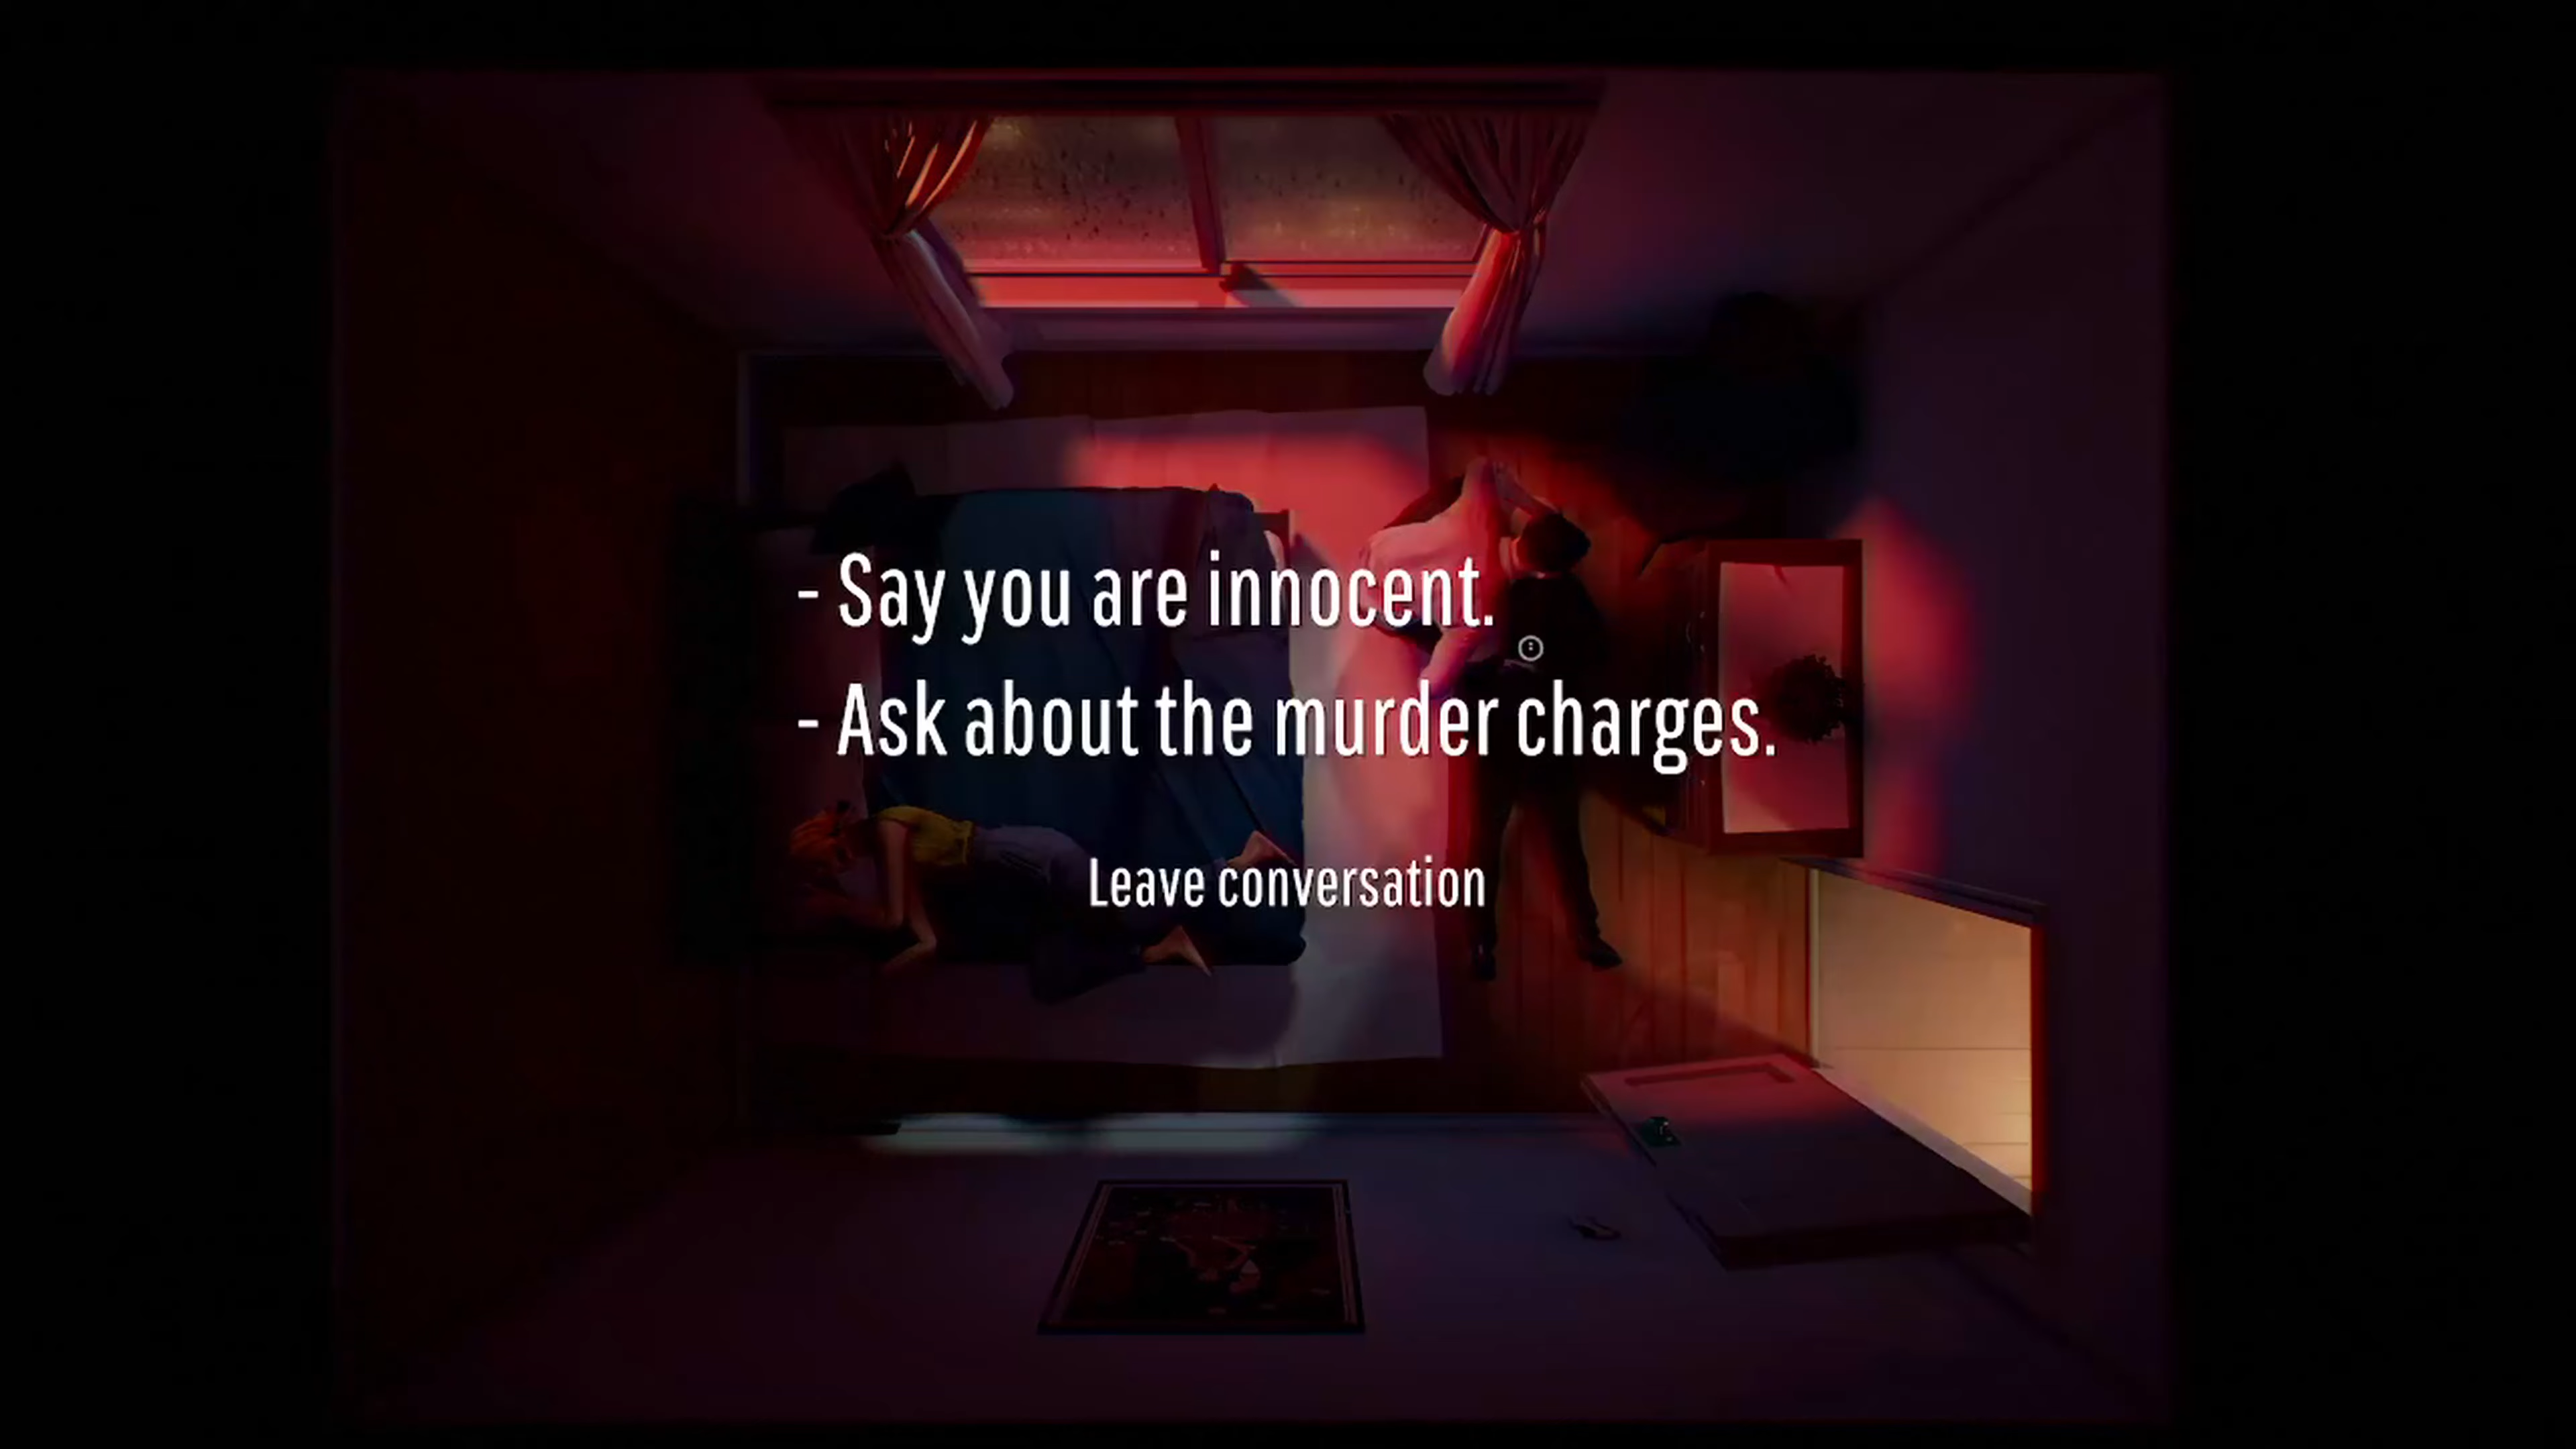 - Say you are innocent.
- Ask about the murder charges.
Leave conversation